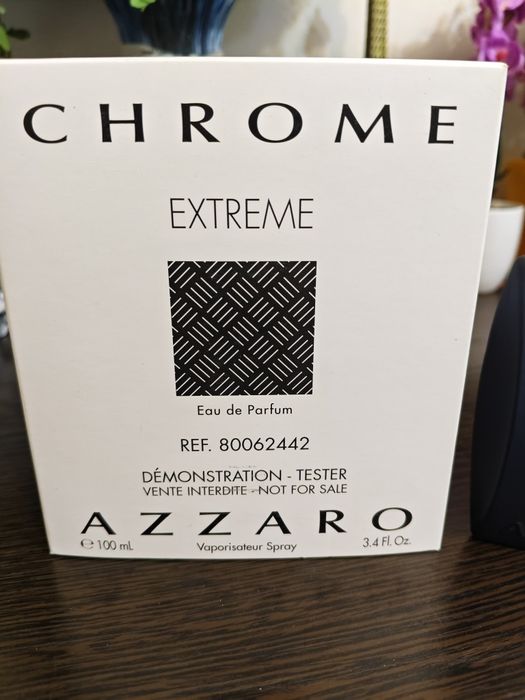 CHROME
EXTREME
Eau de Parfum
REF. 80062442
DÉMONSTRATION - TESTER
VENTE INTERDITE - NOT FOR SALE
AZZARO
℮ 100 mL Vaporisateur Spray 3.4 Fl. Oz.